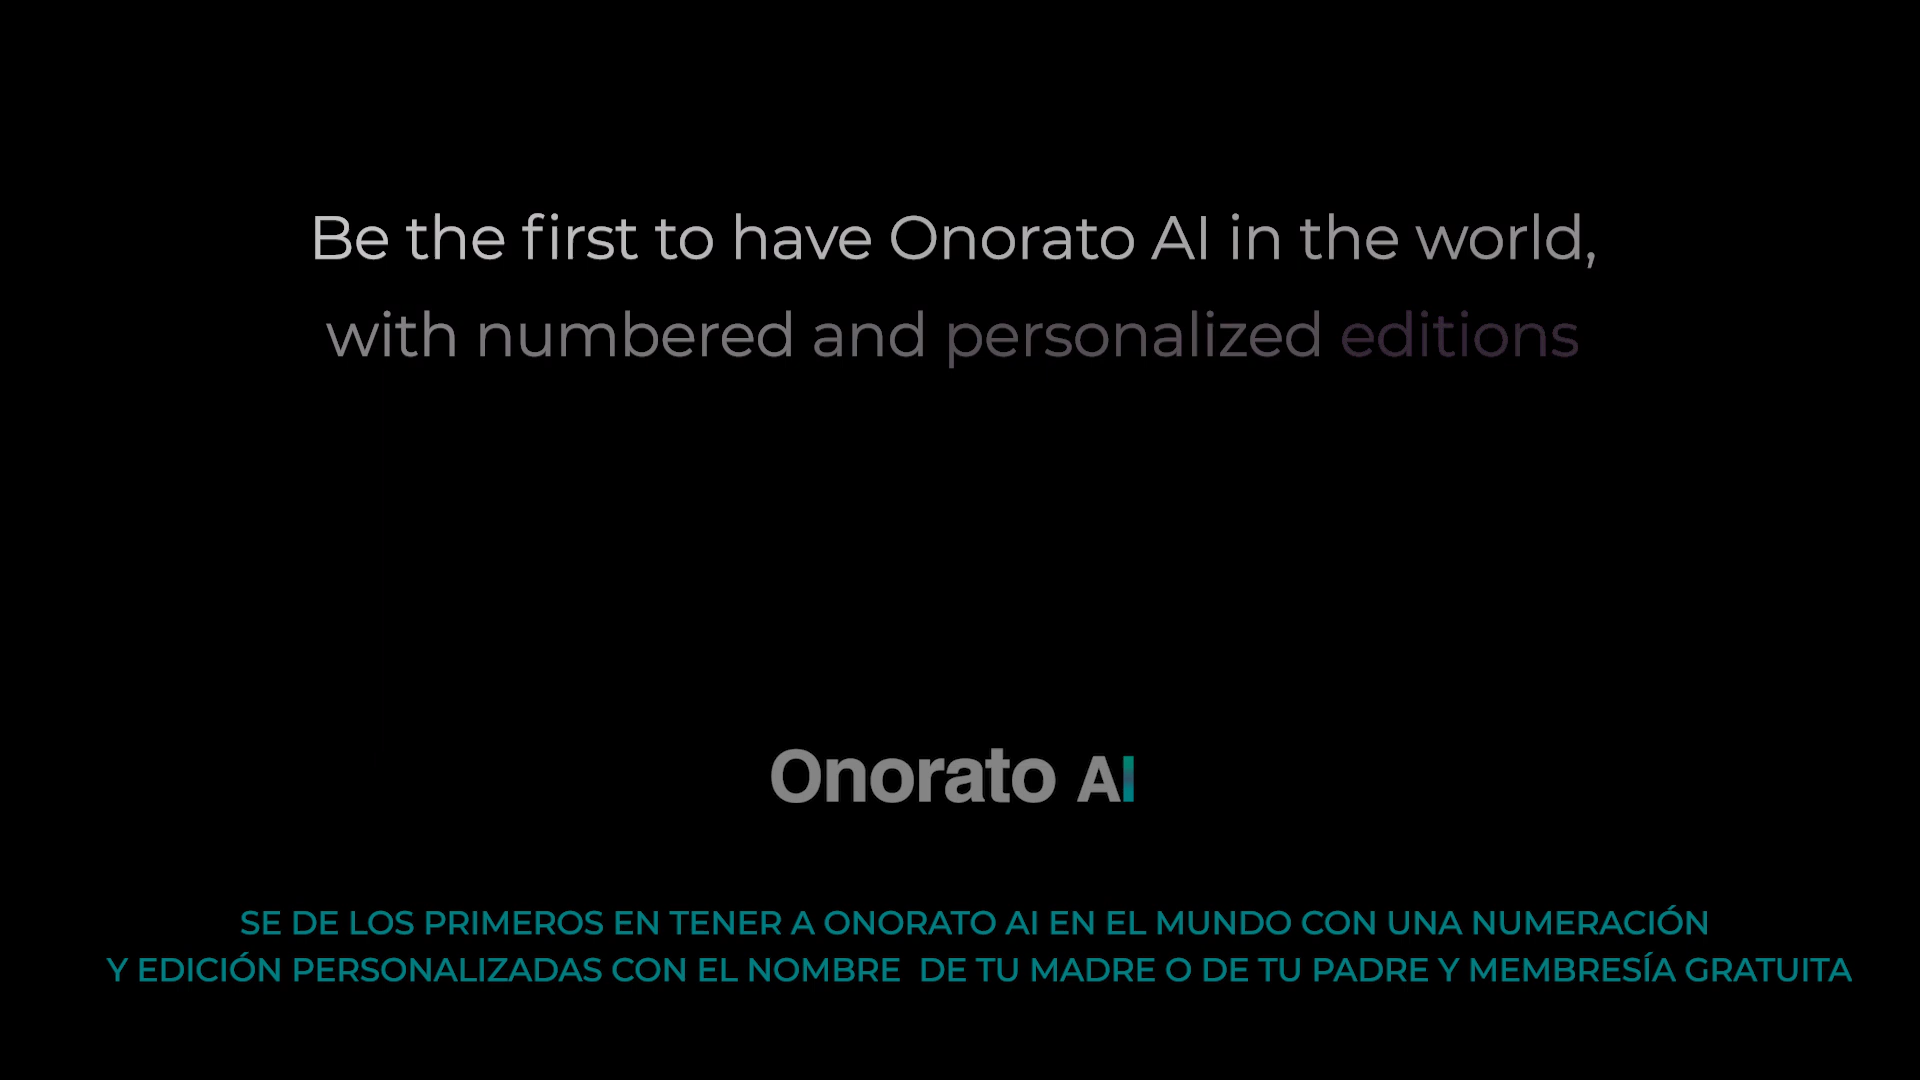 Be the first to have Onorato AI in the world,
with numbered and personalized editions
Onorato AI
SE DE LOS PRIMEROS EN TENER A ONORATO AI EN EL MUNDO CON UNA NUMERACIÓN
Y EDICIÓN PERSONALIZADAS CON EL NOMBRE DE TU MADRE O DE TU PADRE Y MEMBRESÍA GRATUITA